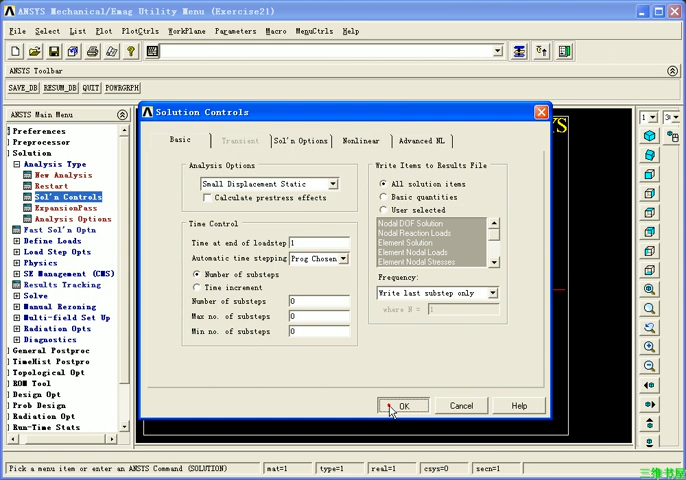 ANSYS Mechanical/Emag Utility Menu (Exercise21)
File Select List Plot PlotCtrls WorkPlane Parameters Macro MenuCtrls Help
ANSYS Toolbar
SAVE_DB RESUM_DB QUIT POWRGRPH
ANSYS Main Menu
Preferences
Preprocessor
Solution
Analysis Type
New Analysis
Restart
Sol'n Controls
ExpansionPass
Analysis Options
Fast Sol'n Optn
Define Loads
Load Step Opts
Physics
SE Management (CMS)
Results Tracking
Solve
Manual Rezoning
Multi-field Set Up
Radiation Opts
Diagnostics
General Postproc
TimeHist Postpro
Topological Opt
ROM Tool
Design Opt
Prob Design
Radiation Opt
Run-Time Stats
Solution Controls
Basic Transient Sol'n Options Nonlinear Advanced NL
Analysis Options
Small Displacement Static
Calculate prestress effects
Time Control
Time at end of loadstep 1
Automatic time stepping Prog Chosen
Number of substeps
Time increment
Number of substeps 0
Max no. of substeps 0
Min no. of substeps 0
Write Items to Results File
All solution items
Basic quantities
User selected
Nodal DOF Solution
Nodal Reaction Loads
Element Solution
Element Nodal Loads
Element Nodal Stresses
Frequency:
Write last substep only
where N = 1
OK Cancel Help
YS
1
Pick a menu item or enter an ANSYS Command (SOLUTION) mat=1 type=1 real=1 csys=0 secn=1
三维书屋